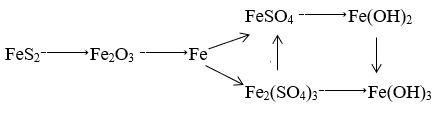 FeSO₄ → Fe(OH)₂
FeS₂ → Fe₂O₃ → Fe
Fe₂(SO₄)₃ → Fe(OH)₃